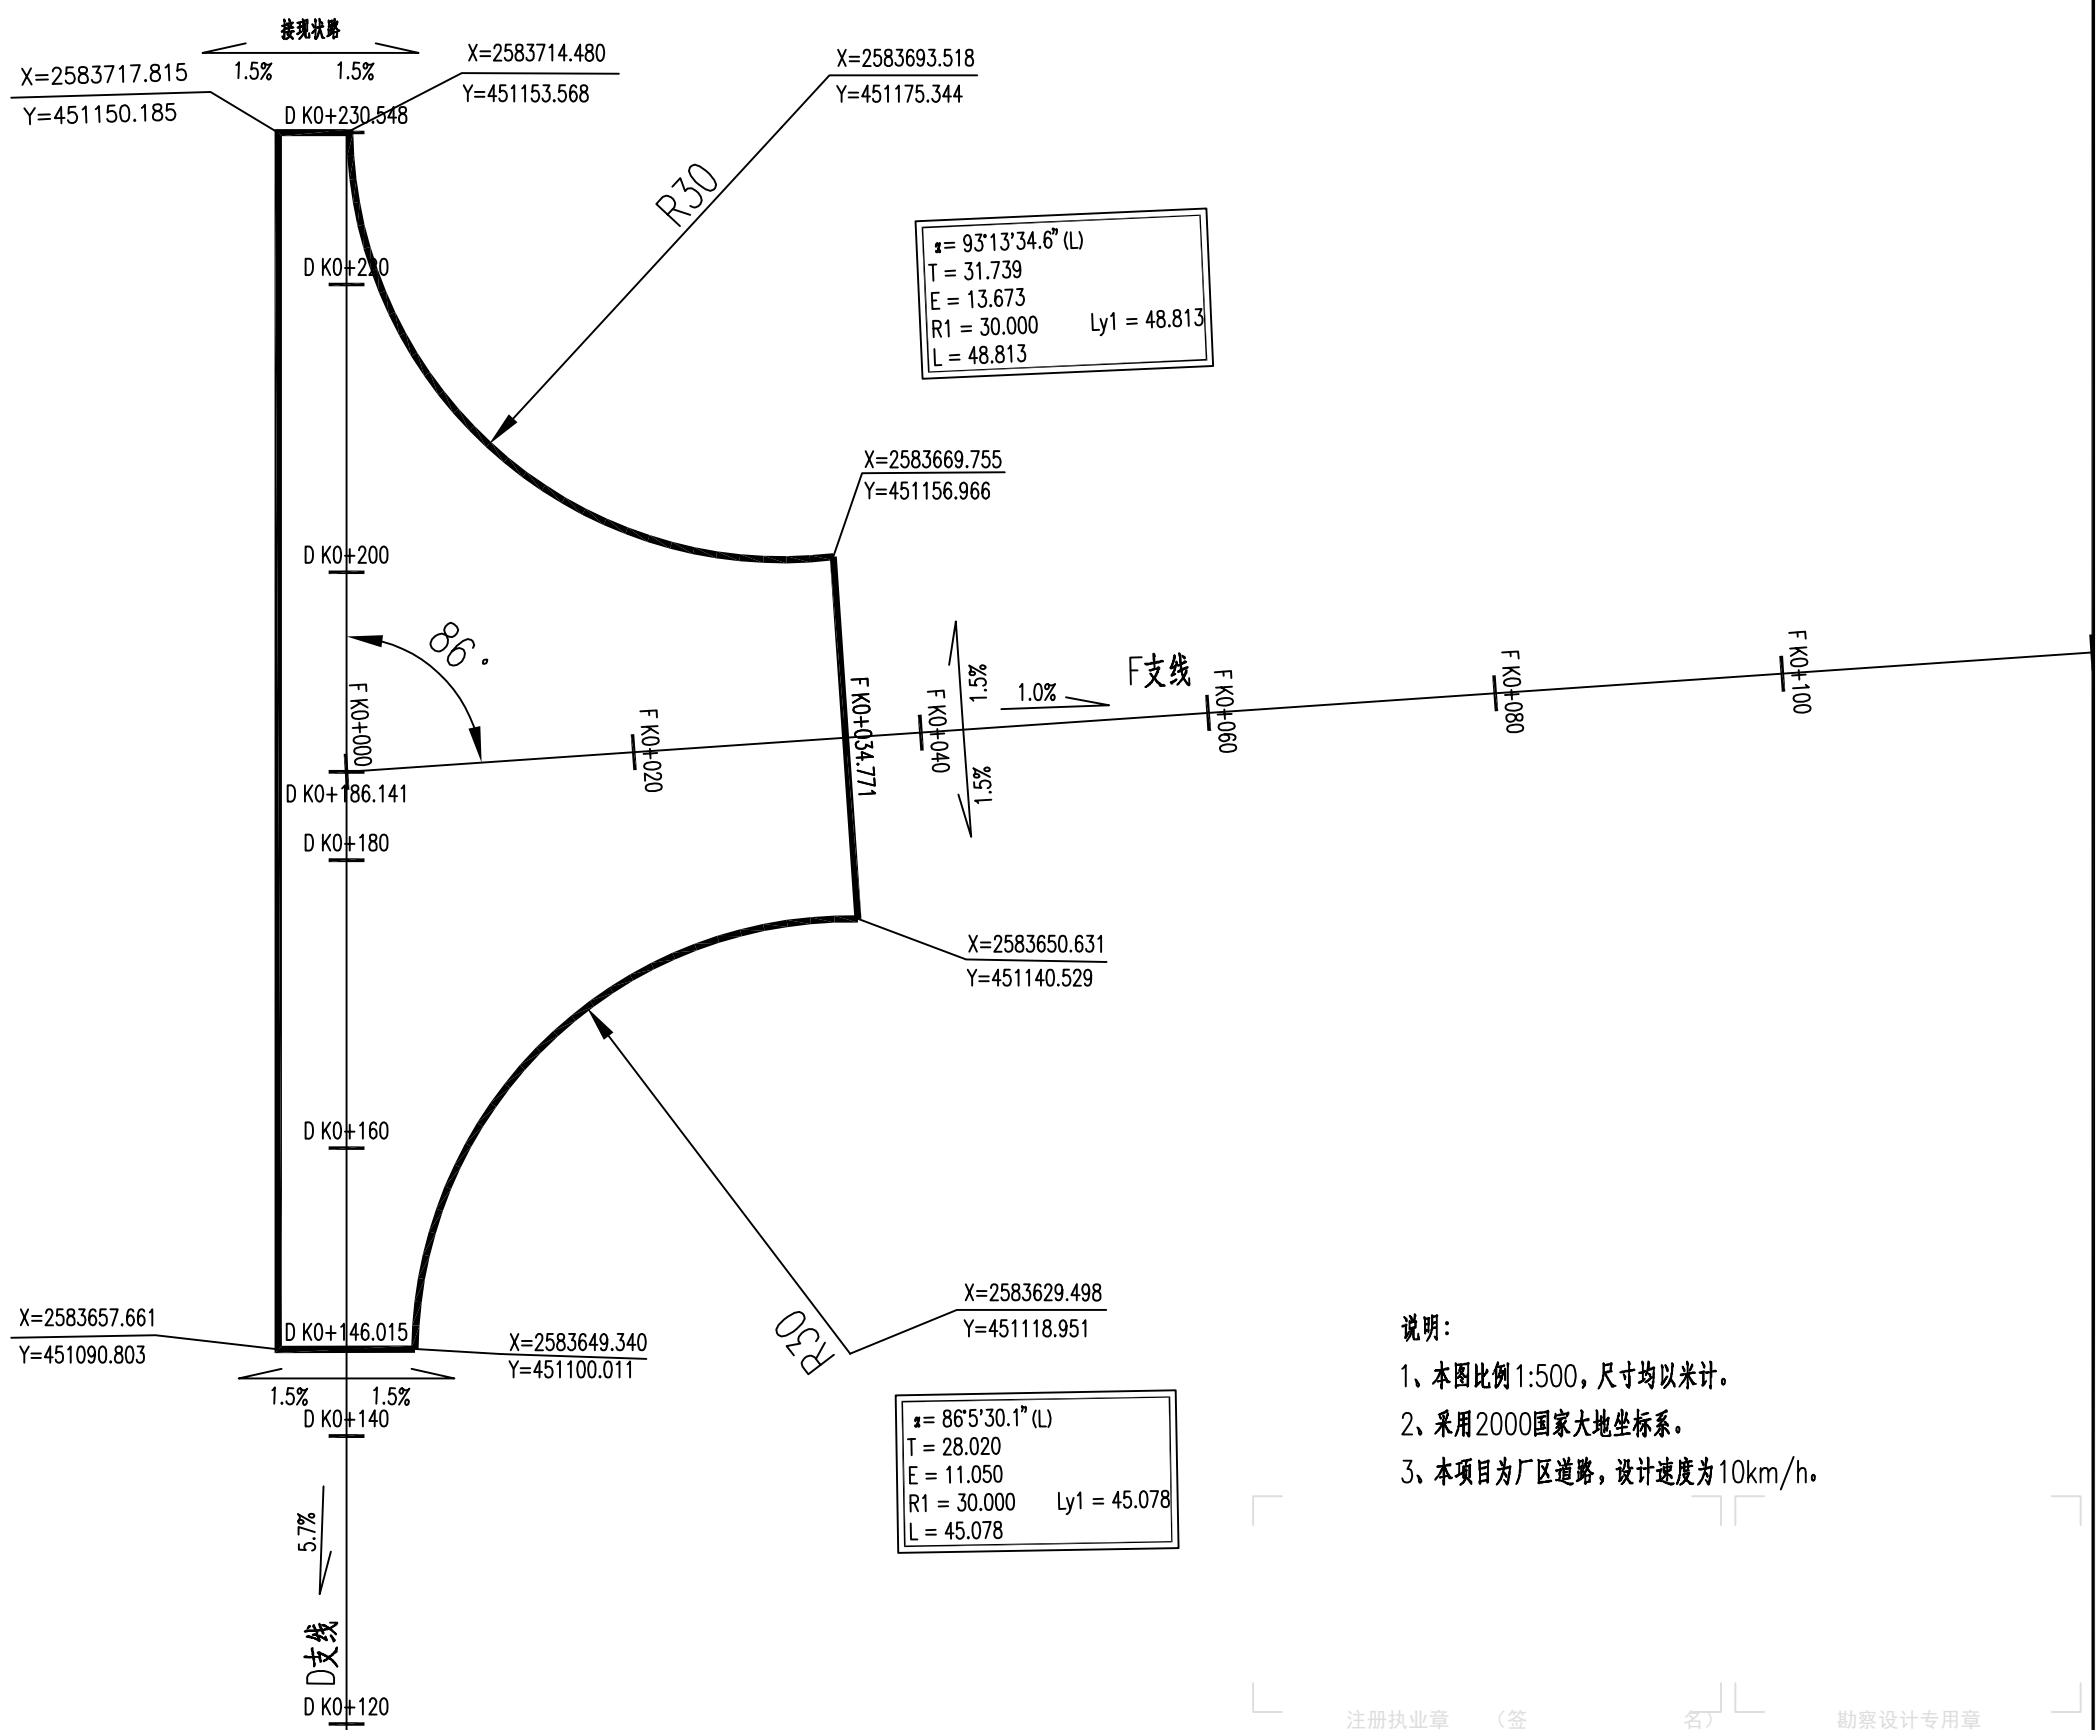 接现状路
1.5%
1.5%
X=2583717.815
Y=451150.185
X=2583714.480
Y=451153.568
X=2583693.518
Y=451175.344
D K0+230.548
R30
α= 93°13'34.6"(L)
T = 31.739
E = 13.673
R1 = 30.000
Ly1 = 48.813
L = 48.813
D K0+220
X=2583669.755
Y=451156.966
D K0+200
86°
F K0+000
F K0+020
F K0+034.771
F K0+040
1.5%
1.5%
1.0%
F支线
F K0+060
F K0+080
F K0+100
D K0+186.141
D K0+180
X=2583650.631
Y=451140.529
D K0+160
X=2583629.498
Y=451118.951
R30
X=2583657.661
Y=451090.803
D K0+146.015
X=2583649.340
Y=451100.011
1.5%
1.5%
D K0+140
α= 86°5'30.1"(L)
T = 28.020
E = 11.050
R1 = 30.000
Ly1 = 45.078
L = 45.078
5.7%
D支线
D K0+120
说明：
1、本图比例1:500，尺寸均以米计。
2、采用2000国家大地坐标系。
3、本项目为厂区道路，设计速度为10km/h。
注册执业章 （签 名）
勘察设计专用章